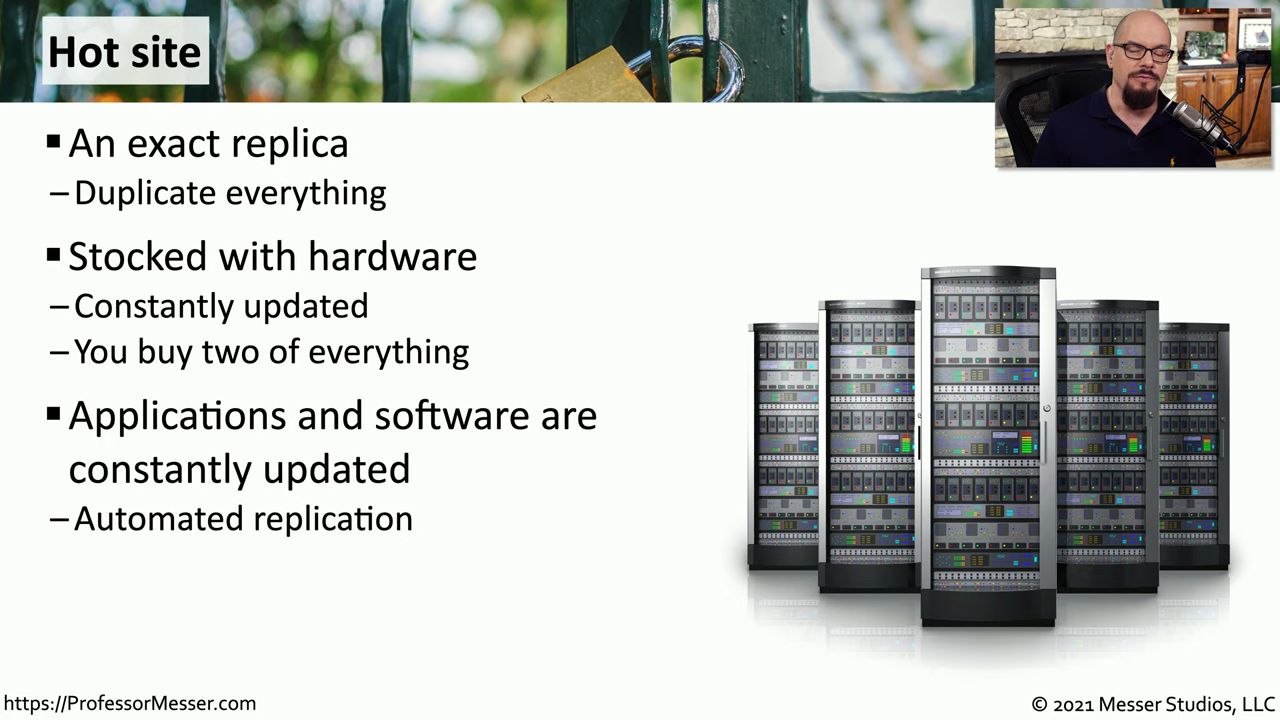 Hot site
▪ An exact replica
– Duplicate everything
▪ Stocked with hardware
– Constantly updated
– You buy two of everything
▪ Applications and software are
constantly updated
– Automated replication
https://ProfessorMesser.com
© 2021 Messer Studios, LLC